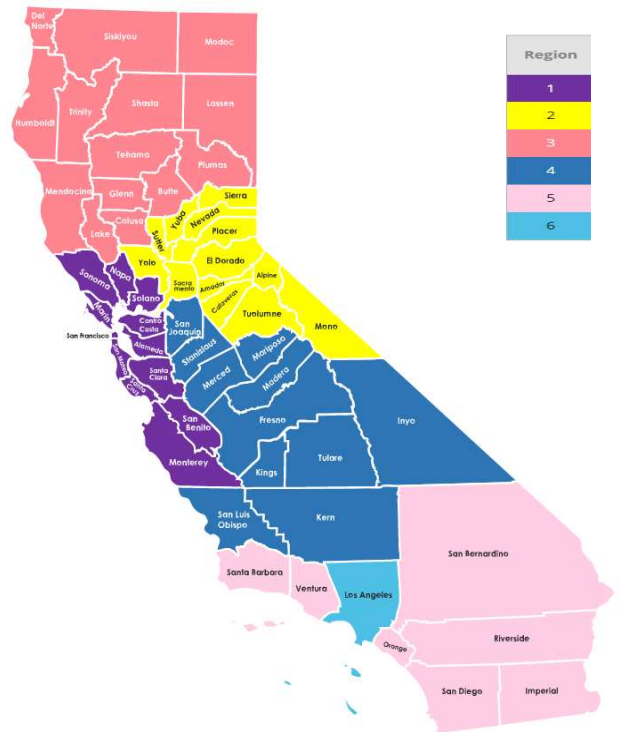 Del
Norte
Siskiyou
Modoc
Region
1
2
3
4
5
6
Humboldt
Trinity
Shasta
Lassen
Tehama
Plumas
Mendocino
Glenn
Butte
Colusa
Lake
Sierra
Yuba
Nevada
Sutter
Placer
Yolo
El Dorado
Sonoma
Napa
Sacra
mento
Amador
Alpine
Solano
Calaveras
Marin
Contra
Costa
San
Joaquin
Tuolumne
Mono
San Francisco
Alameda
Stanislaus
Mariposa
San Mateo
Santa
Clara
Merced
Madera
Santa
Cruz
San
Benito
Fresno
Inyo
Monterey
Kings
Tulare
San Luis
Obispo
Kern
San Bernardino
Santa Barbara
Ventura
Los Angeles
Orange
Riverside
San Diego
Imperial